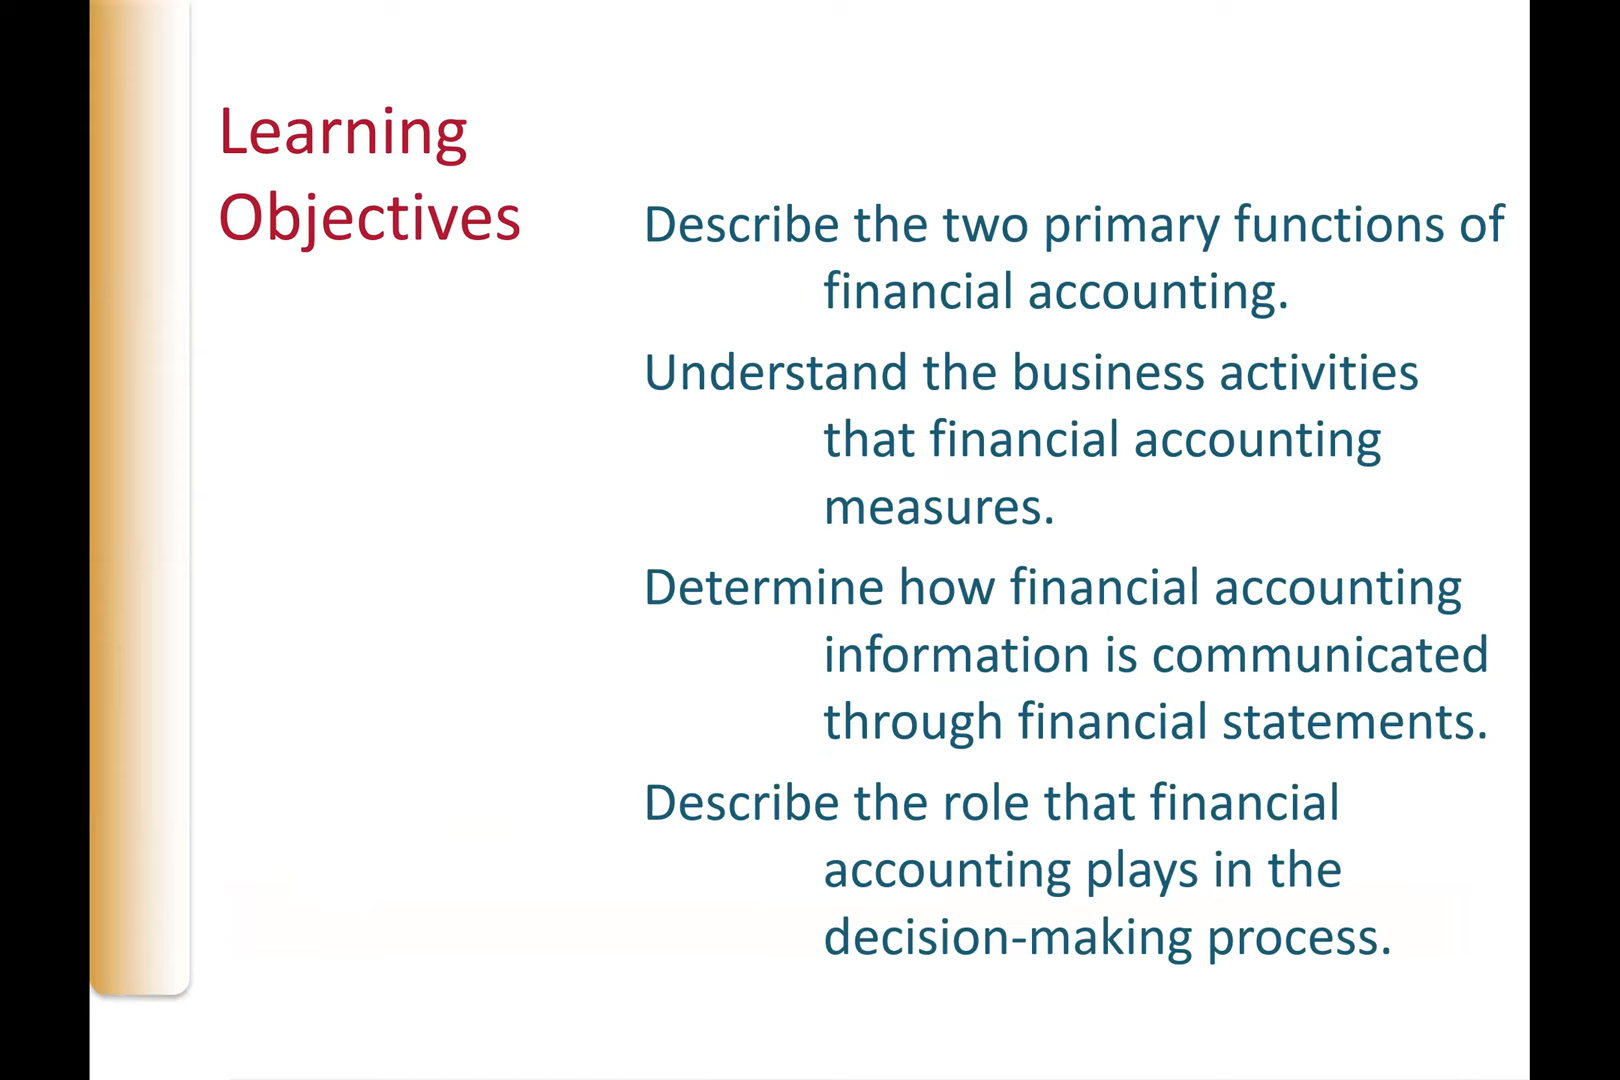 Learning
Objectives
Describe the two primary functions of
financial accounting.
Understand the business activities
that financial accounting
measures.
Determine how financial accounting
information is communicated
through financial statements.
Describe the role that financial
accounting plays in the
decision-making process.